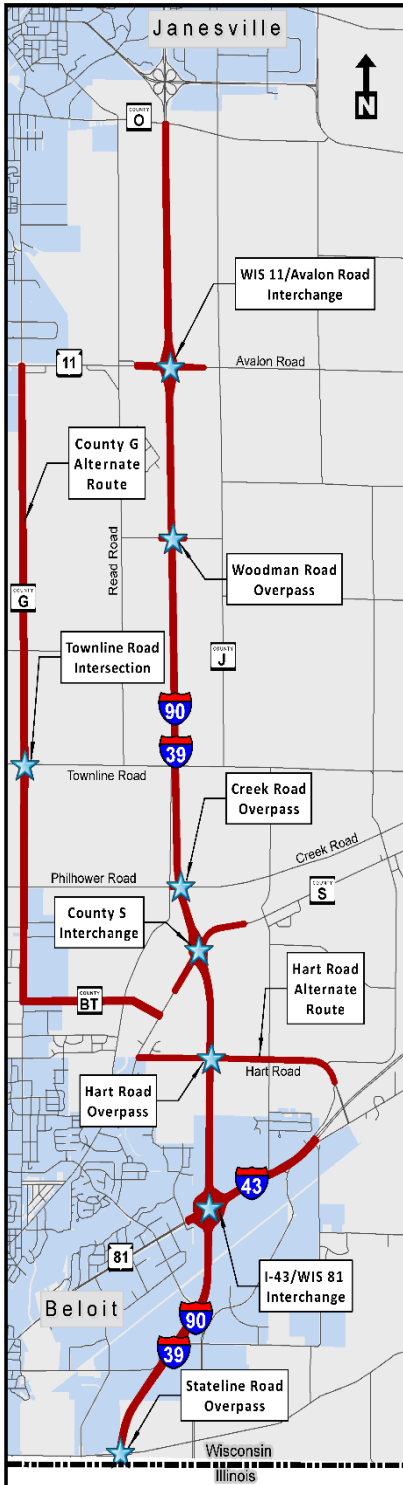 Janesville
COUNTY
O
N
WIS 11/Avalon Road
Interchange
11
Avalon Road
County G
Alternate
Route
Read Road
Woodman Road
Overpass
COUNTY
G
COUNTY
J
Townline Road
Intersection
90
39
Townline Road
Creek Road
Overpass
Creek Road
Philhower Road
COUNTY
S
County S
Interchange
Hart Road
Alternate
Route
COUNTY
BT
Hart Road
Hart Road
Overpass
43
81
I-43/WIS 81
Interchange
Beloit
90
39
Stateline Road
Overpass
Wisconsin
Illinois